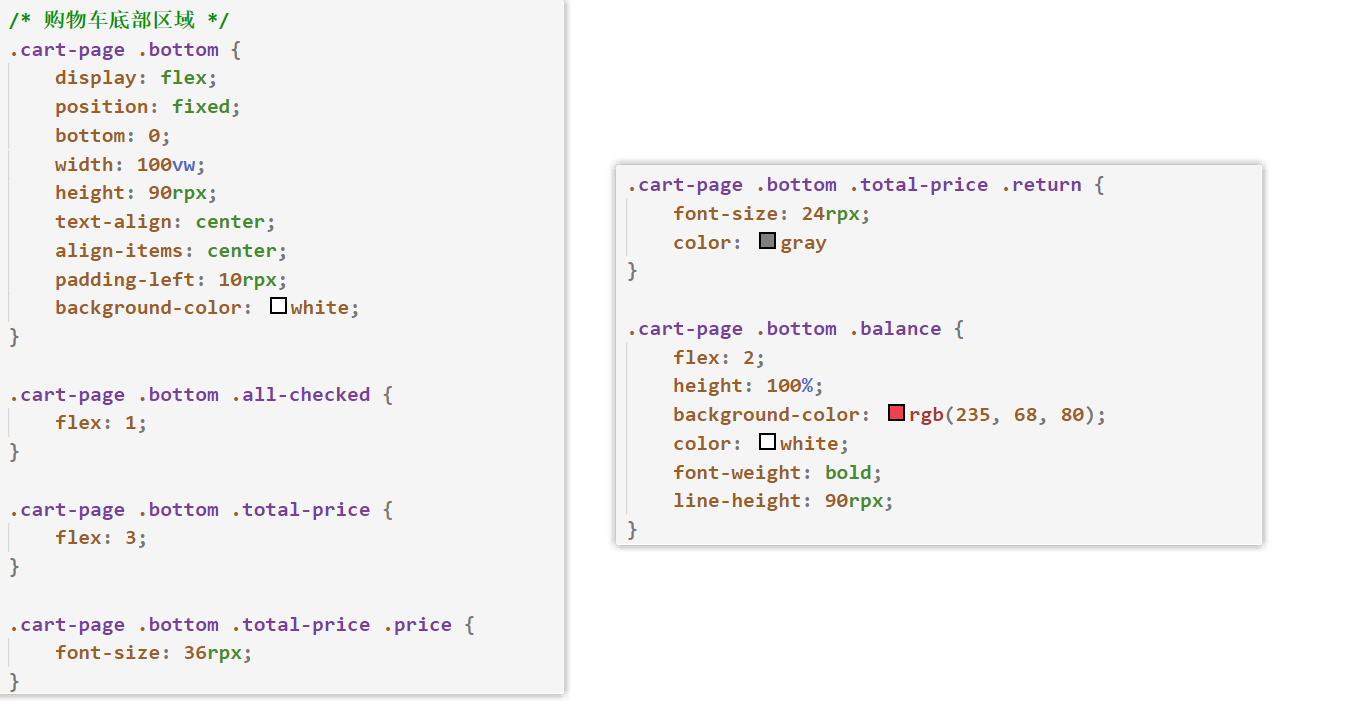 /* 购物车底部区域 */
.cart-page .bottom {
    display: flex;
    position: fixed;
    bottom: 0;
    width: 100vw;
    height: 90rpx;
    text-align: center;
    align-items: center;
    padding-left: 10rpx;
    background-color: white;
}

.cart-page .bottom .all-checked {
    flex: 1;
}

.cart-page .bottom .total-price {
    flex: 3;
}

.cart-page .bottom .total-price .price {
    font-size: 36rpx;
}

.cart-page .bottom .total-price .return {
    font-size: 24rpx;
    color: gray
}

.cart-page .bottom .balance {
    flex: 2;
    height: 100%;
    background-color: rgb(235, 68, 80);
    color: white;
    font-weight: bold;
    line-height: 90rpx;
}